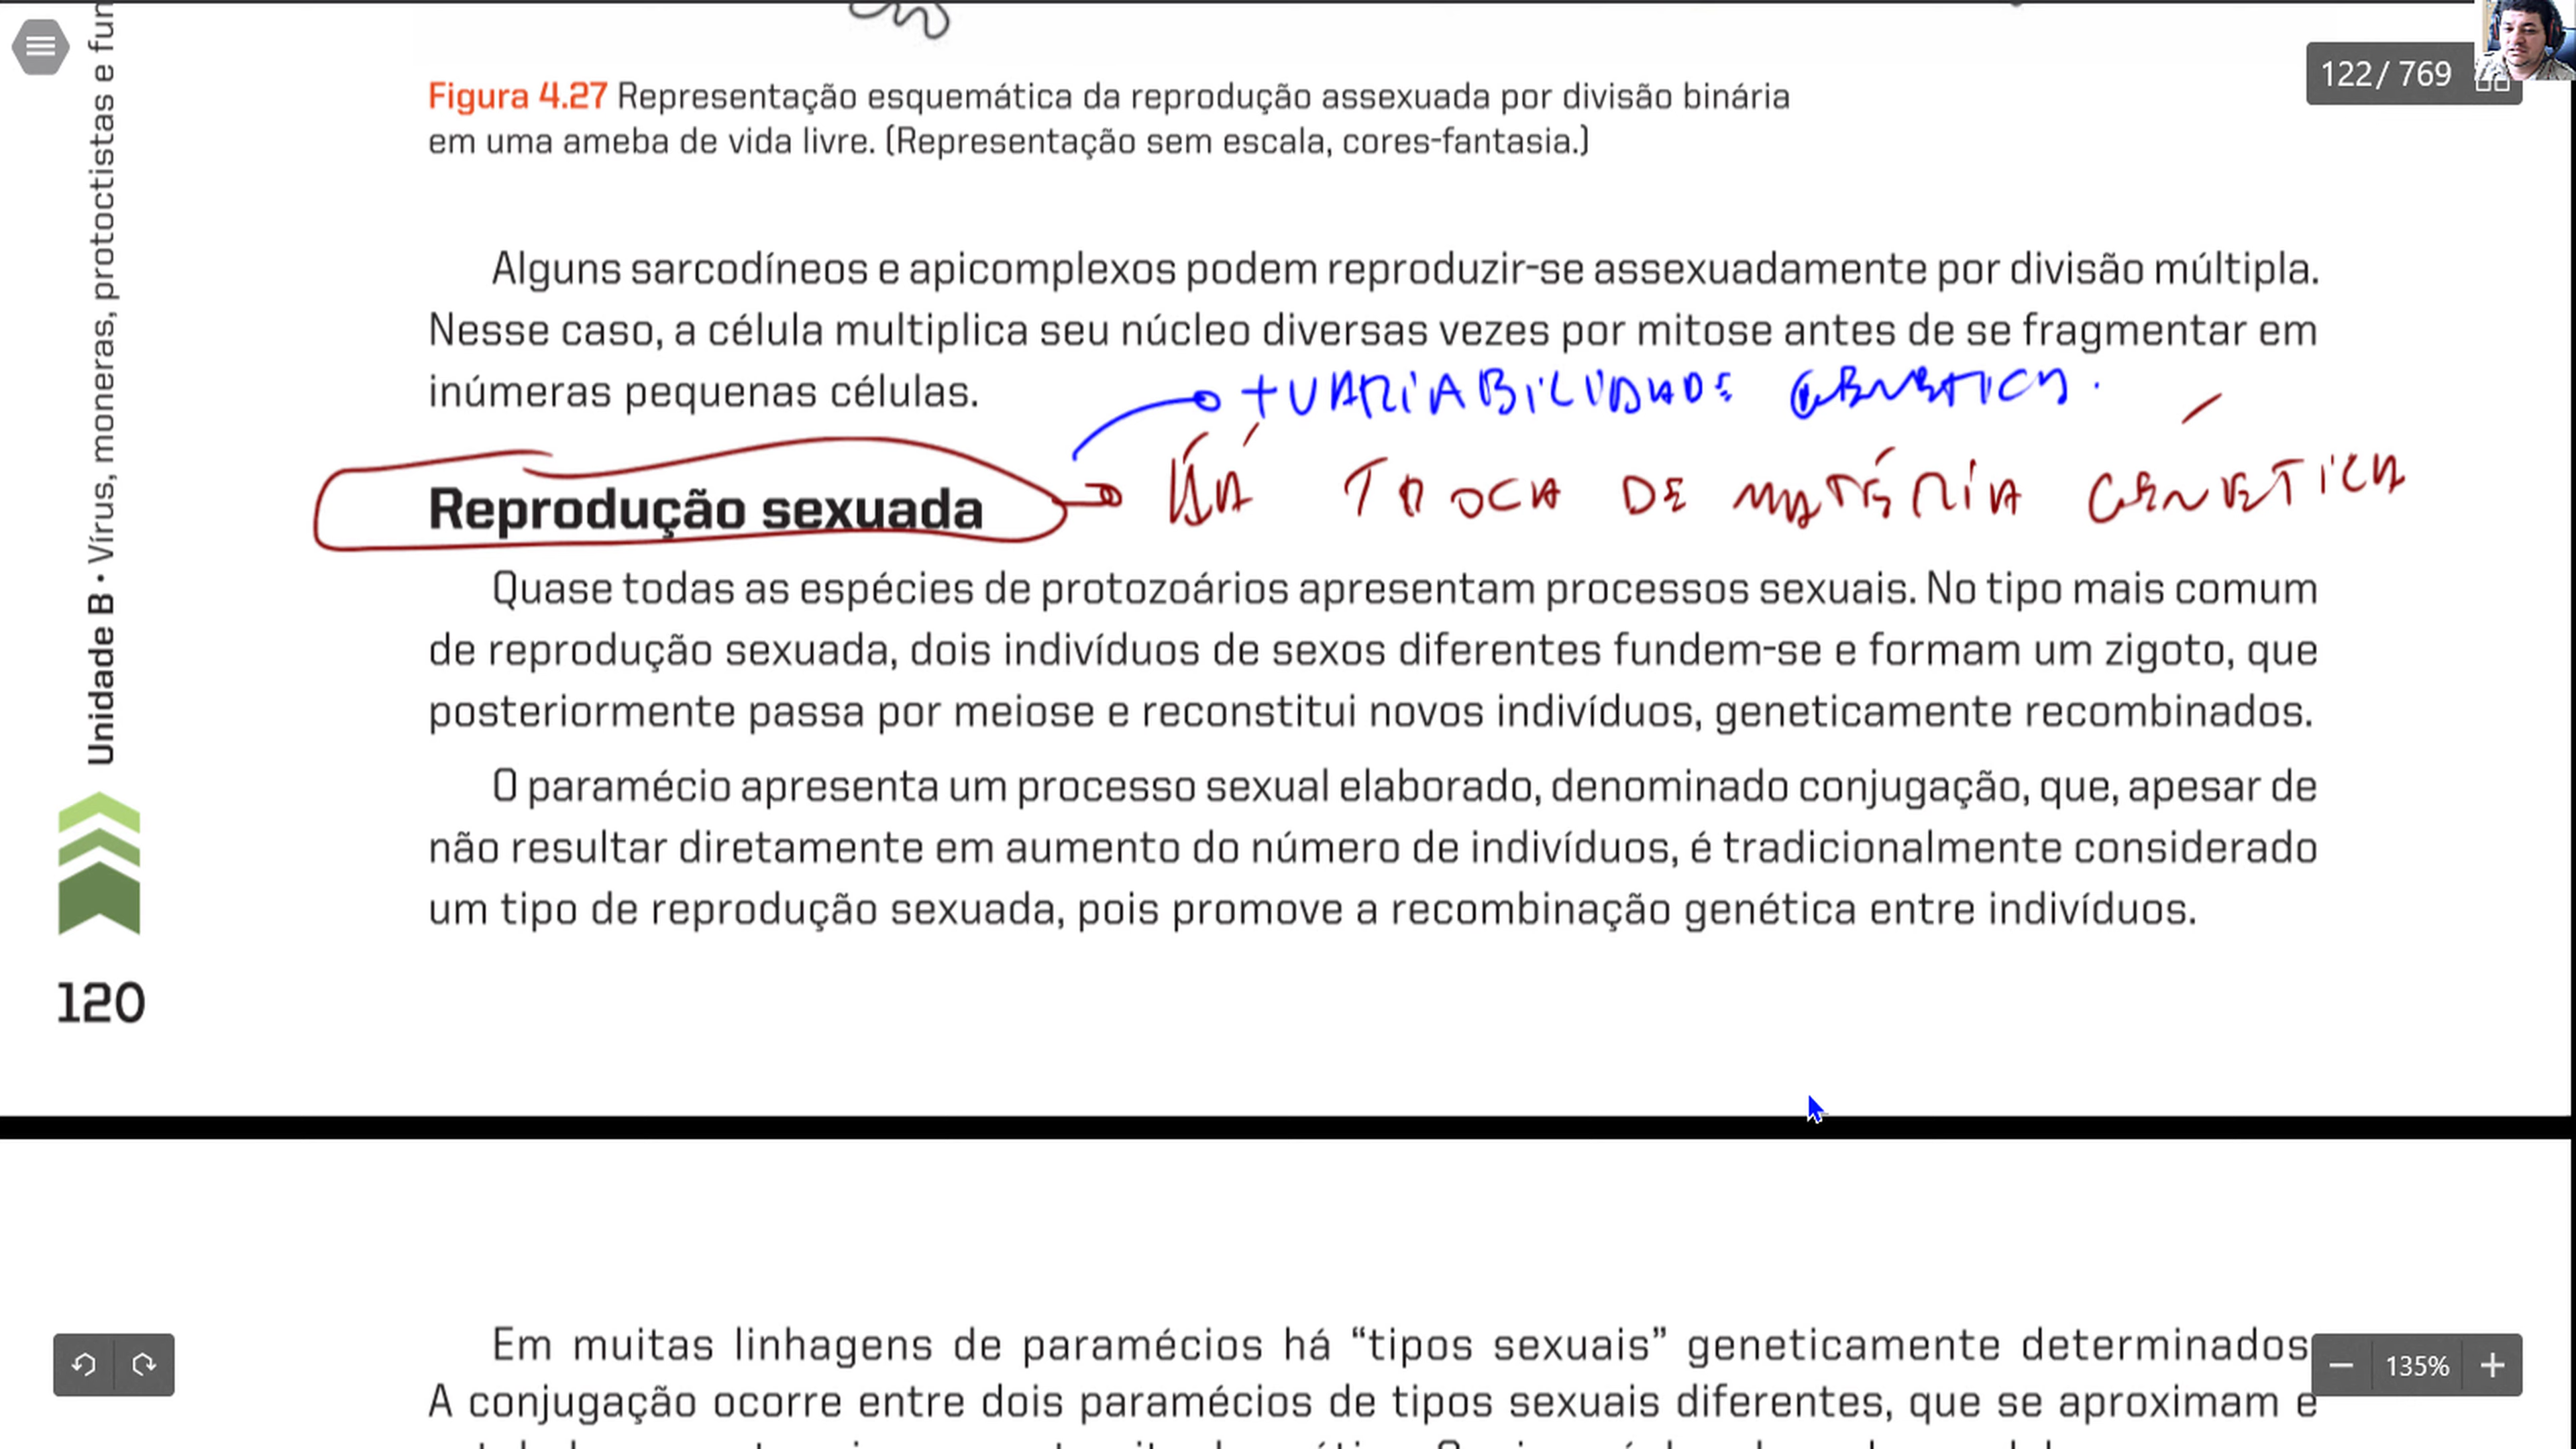 Unidade B • Vírus, moneras, protoctistas e fun
122/ 769
Figura 4.27 Representação esquemática da reprodução assexuada por divisão binária
em uma ameba de vida livre. (Representação sem escala, cores-fantasia.)
Alguns sarcodíneos e apicomplexos podem reproduzir-se assexuadamente por divisão múltipla.
Nesse caso, a célula multiplica seu núcleo diversas vezes por mitose antes de se fragmentar em
inúmeras pequenas células.
+ VARIABILIDADE GENETICA.
Reprodução sexuada
HÁ TROCA DE MATÉRIA GENÉTICA
Quase todas as espécies de protozoários apresentam processos sexuais. No tipo mais comum
de reprodução sexuada, dois indivíduos de sexos diferentes fundem-se e formam um zigoto, que
posteriormente passa por meiose e reconstitui novos indivíduos, geneticamente recombinados.
O paramécio apresenta um processo sexual elaborado, denominado conjugação, que, apesar de
não resultar diretamente em aumento do número de indivíduos, é tradicionalmente considerado
um tipo de reprodução sexuada, pois promove a recombinação genética entre indivíduos.
120
Em muitas linhagens de paramécios há “tipos sexuais” geneticamente determinados
A conjugação ocorre entre dois paramécios de tipos sexuais diferentes, que se aproximam e
135%